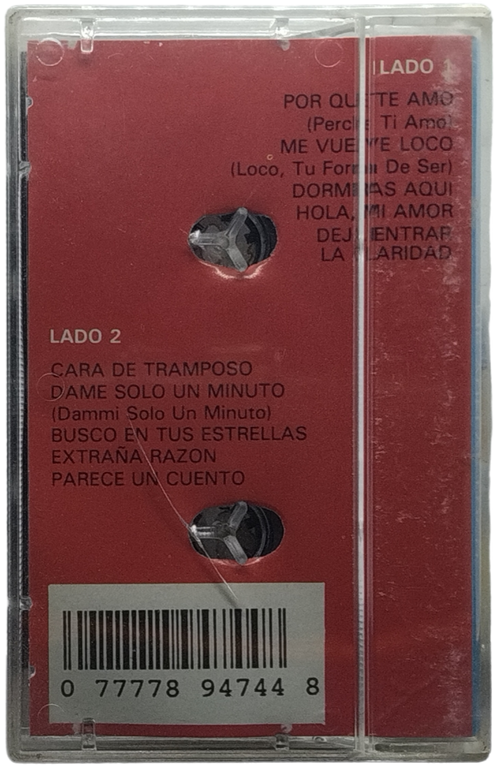 LADO 1
POR QUE TE AMO
(Perche Ti Amo)
ME VUELVE LOCO
(Loco, Tu Forma De Ser)
DORMIRAS AQUI
HOLA, MI AMOR
DEJA ENTRAR
LA CLARIDAD
LADO 2
CARA DE TRAMPOSO
DAME SOLO UN MINUTO
(Dammi Solo Un Minuto)
BUSCO EN TUS ESTRELLAS
EXTRAÑA RAZON
PARECE UN CUENTO
0 77778 94744 8